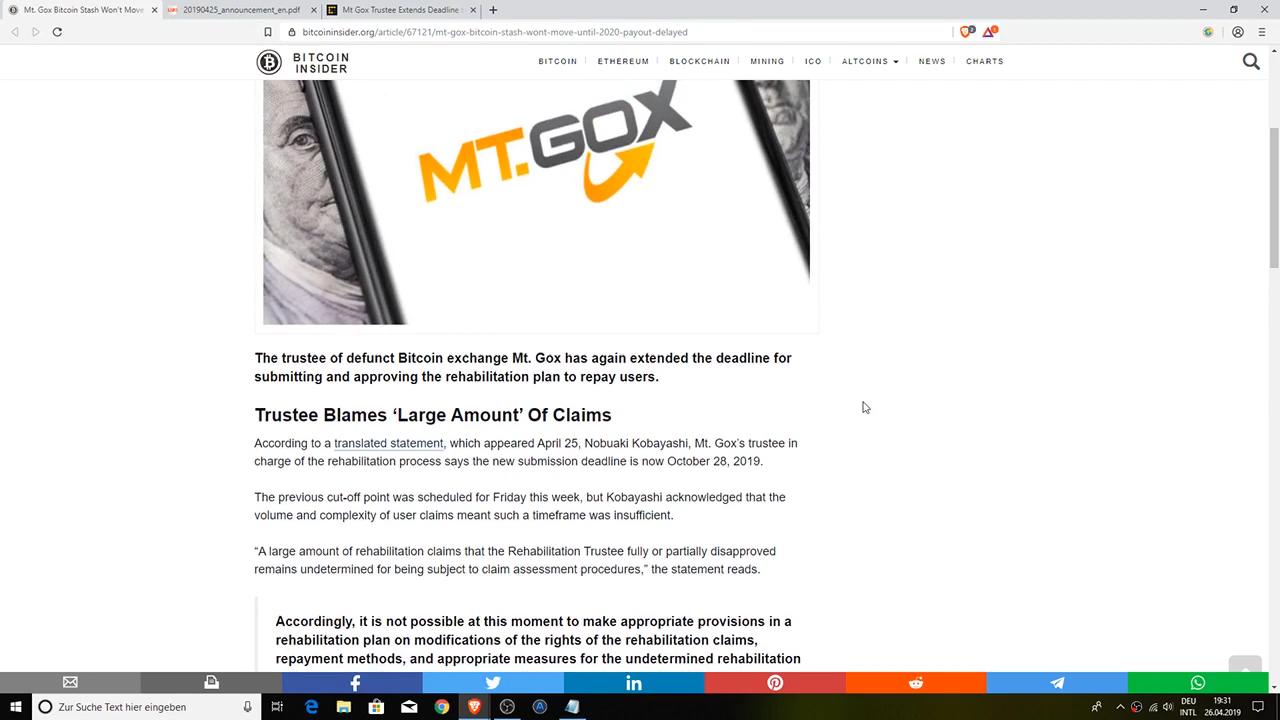 Mt. Gox Bitcoin Stash Won't Move
20190425_announcement_en.pdf
Mt Gox Trustee Extends Deadline
bitcoininsider.org/article/67121/mt-gox-bitcoin-stash-wont-move-until-2020-payout-delayed
BITCOIN
INSIDER
BITCOIN ETHEREUM BLOCKCHAIN MINING ICO ALTCOINS NEWS CHARTS
MT.GOX
The trustee of defunct Bitcoin exchange Mt. Gox has again extended the deadline for
submitting and approving the rehabilitation plan to repay users.
Trustee Blames ‘Large Amount’ Of Claims
According to a translated statement, which appeared April 25, Nobuaki Kobayashi, Mt. Gox’s trustee in
charge of the rehabilitation process says the new submission deadline is now October 28, 2019.
The previous cut-off point was scheduled for Friday this week, but Kobayashi acknowledged that the
volume and complexity of user claims meant such a timeframe was insufficient.
“A large amount of rehabilitation claims that the Rehabilitation Trustee fully or partially disapproved
remains undetermined for being subject to claim assessment procedures,” the statement reads.
Accordingly, it is not possible at this moment to make appropriate provisions in a
rehabilitation plan on modifications of the rights of the rehabilitation claims,
repayment methods, and appropriate measures for the undetermined rehabilitation
Zur Suche Text hier eingeben
DEU
INTL
19:31
26.04.2019